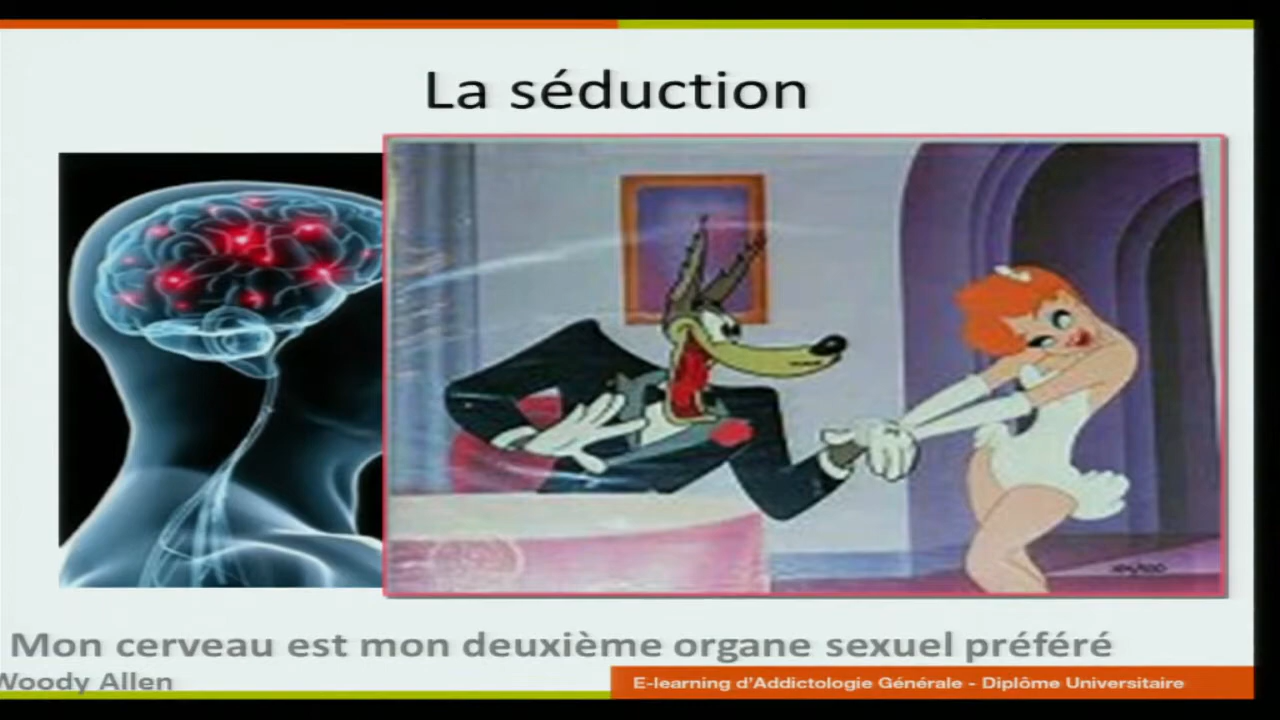 La séduction
Mon cerveau est mon deuxième organe sexuel préféré
Woody Allen
E-learning d'Addictologie Générale - Diplôme Universitaire